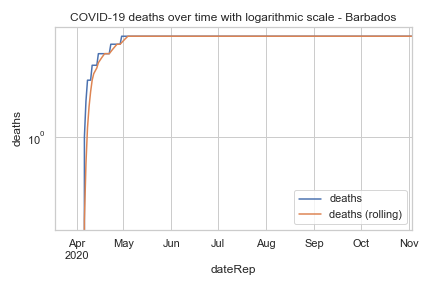 COVID-19 deaths over time with logarithmic scale - Barbados
deaths
10⁰
deaths
deaths (rolling)
Apr May Jun Jul Aug Sep Oct Nov
2020
dateRep